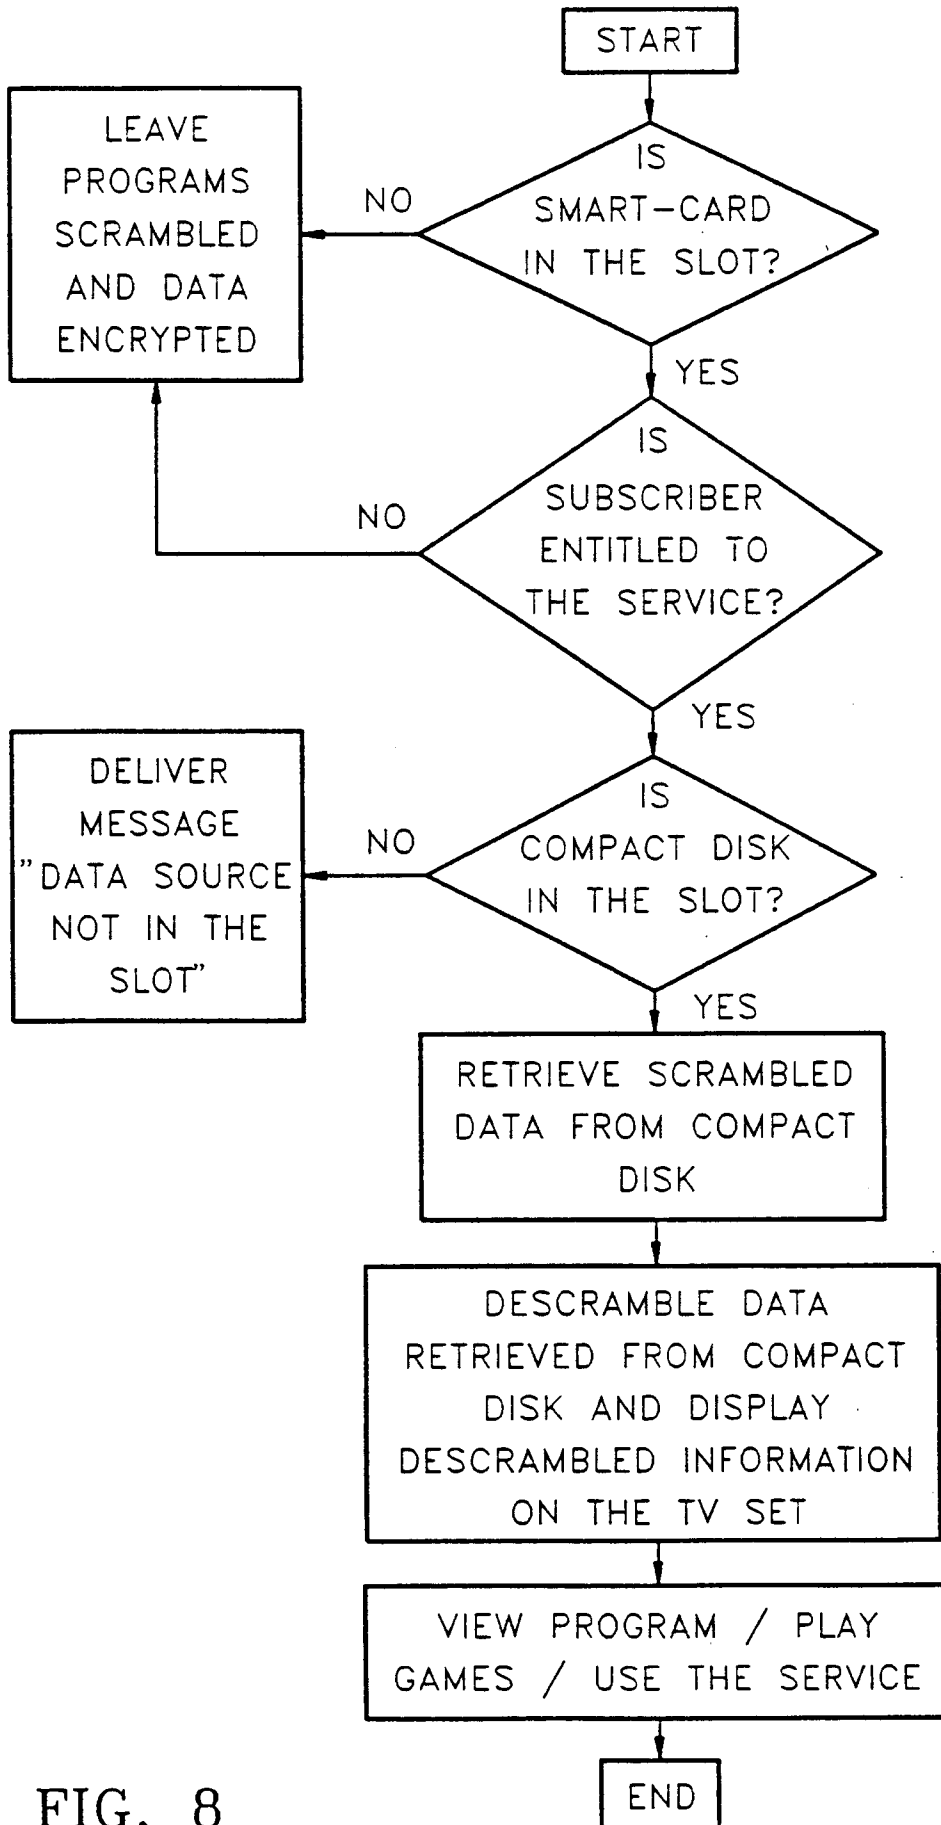 START
LEAVE
PROGRAMS
SCRAMBLED
AND DATA
ENCRYPTED
NO
IS
SMART-CARD
IN THE SLOT?
YES
NO
IS
SUBSCRIBER
ENTITLED TO
THE SERVICE?
YES
DELIVER
MESSAGE
"DATA SOURCE
NOT IN THE
SLOT"
NO
IS
COMPACT DISK
IN THE SLOT?
YES
RETRIEVE SCRAMBLED
DATA FROM COMPACT
DISK
DESCRAMBLE DATA
RETRIEVED FROM COMPACT
DISK AND DISPLAY
DESCRAMBLED INFORMATION
ON THE TV SET
VIEW PROGRAM / PLAY
GAMES / USE THE SERVICE
END
FIG. 8